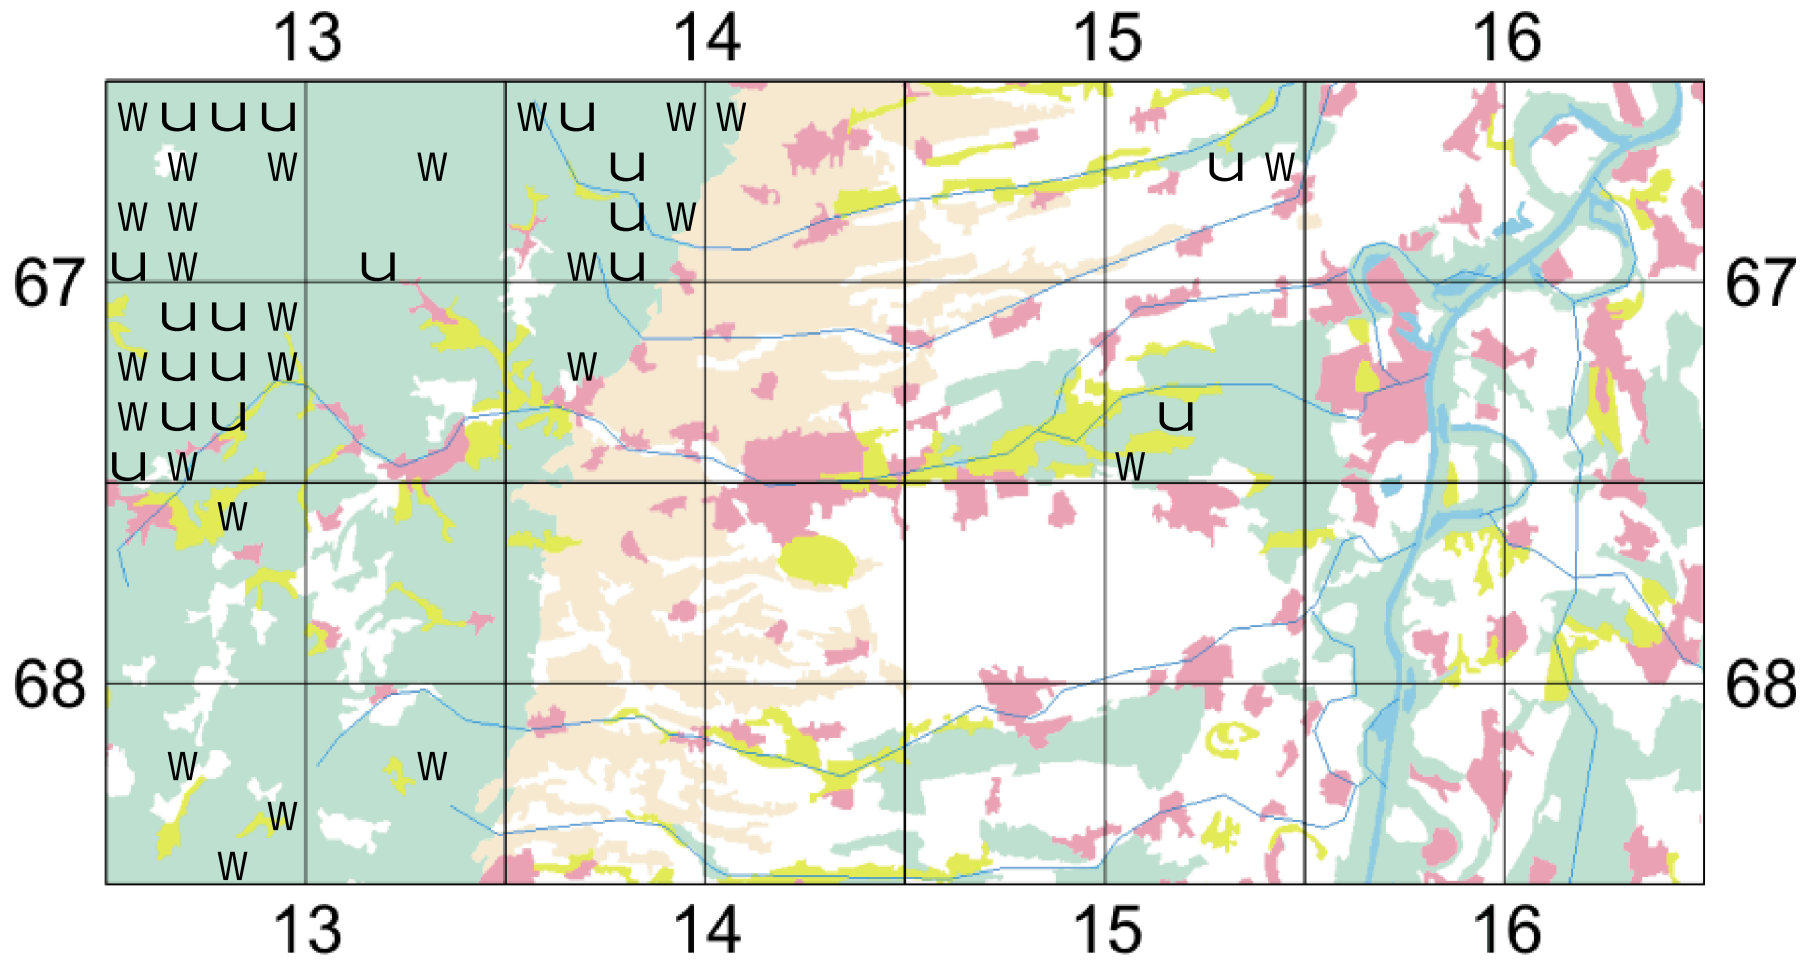 13 14 15 16
w u u u w u w w
w w w u u w
w w u w
67 u w u w u 67
u u w
w u u w w
w u u u
u w w
w
68 68
w w
w
w
13 14 15 16